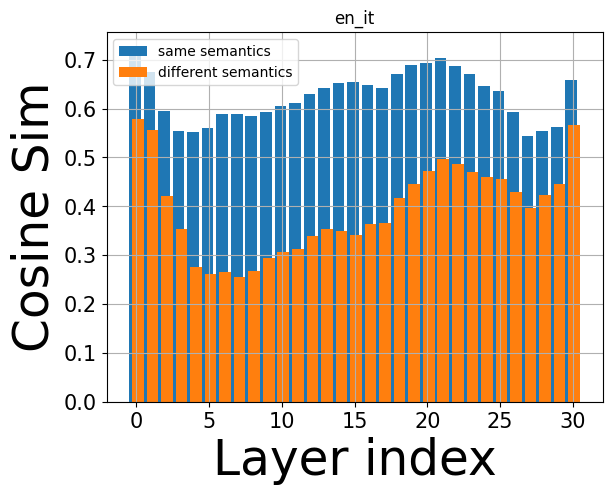 en_it
same semantics
different semantics
Cosine Sim
0.7
0.6
0.5
0.4
0.3
0.2
0.1
0.0
0 5 10 15 20 25 30
Layer index